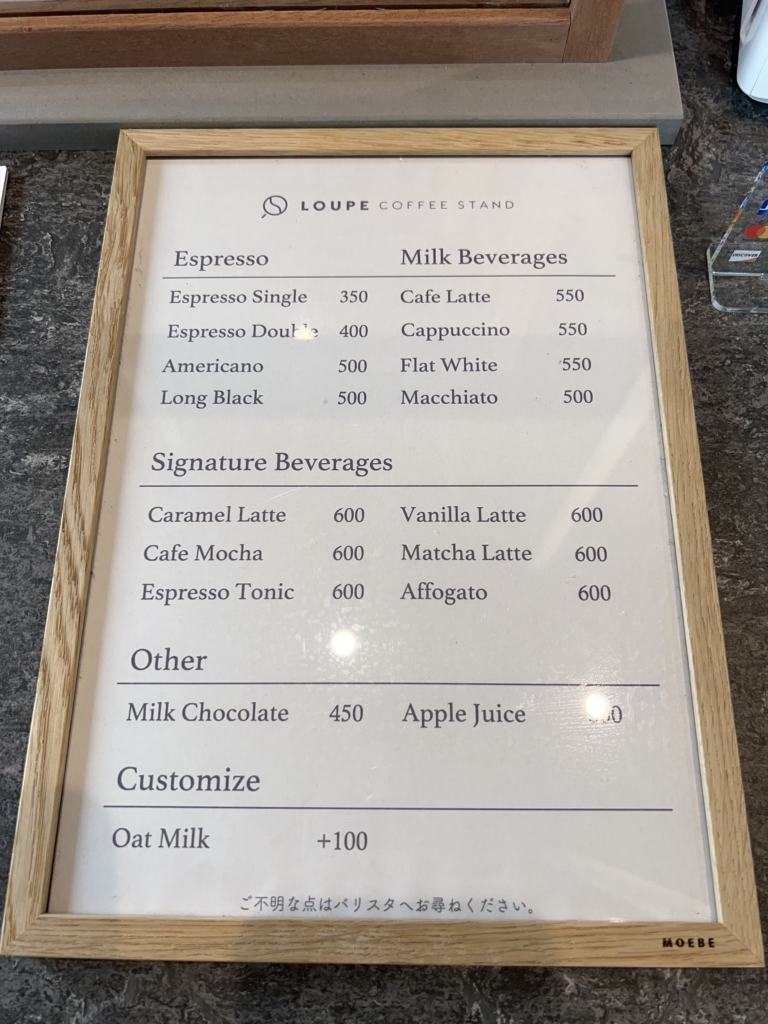 LOUPE COFFEE STAND
Espresso
Espresso Single 350
Espresso Double 400
Americano 500
Long Black 500
Milk Beverages
Cafe Latte 550
Cappuccino 550
Flat White 550
Macchiato 500
Signature Beverages
Caramel Latte 600
Cafe Mocha 600
Espresso Tonic 600
Vanilla Latte 600
Matcha Latte 600
Affogato 600
Other
Milk Chocolate 450
Apple Juice
Customize
Oat Milk +100
ご不明な点はバリスタへお尋ねください。
MOEBE
DISCOVER